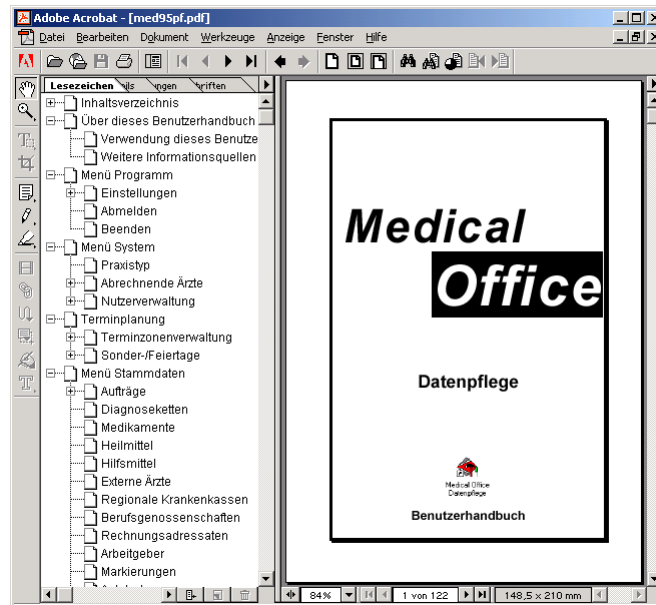 Adobe Acrobat - [med95pf.pdf]
Datei Bearbeiten Dokument Werkzeuge Anzeige Fenster Hilfe
Lesezeichen
Inhaltsverzeichnis
Über dieses Benutzerhandbuch
Verwendung dieses Benutze
Weitere Informationsquellen
Menü Programm
Einstellungen
Abmelden
Beenden
Menü System
Praxistyp
Abrechnende Ärzte
Nutzerverwaltung
Terminplanung
Terminzonenverwaltung
Sonder-/Feiertage
Menü Stammdaten
Aufträge
Diagnoseketten
Medikamente
Heilmittel
Hilfsmittel
Externe Ärzte
Regionale Krankenkassen
Berufsgenossenschaften
Rechnungsadressaten
Arbeitgeber
Markierungen
Medical
Office
Datenpflege
Medical Office
Datenpflege
Benutzerhandbuch
84% 1 von 122 148,5 x 210 mm